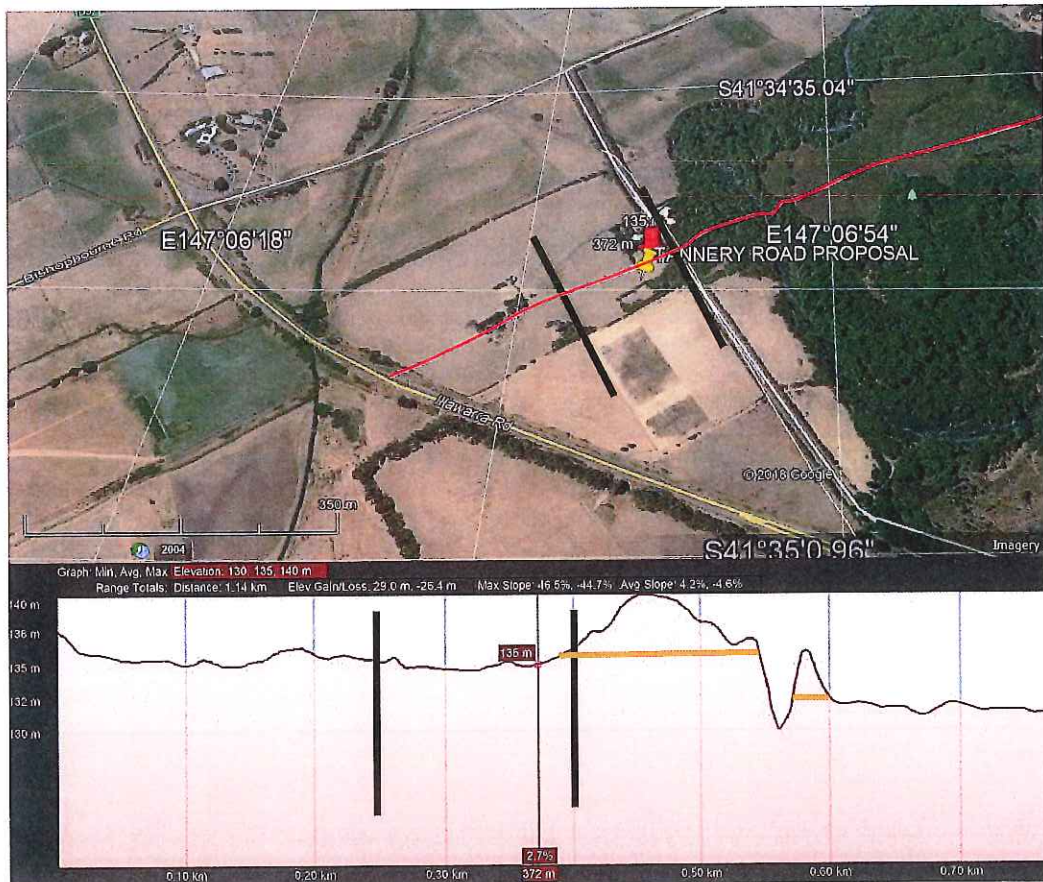 S41°34'35.04"
Bishopbourne Rd
E147°06'18"
135
372 m
E147°06'54"
NNERY ROAD PROPOSAL
Illawarra Rd
© 2018 Google
350 m
2004
S41°35'0.96"
Imagery
Graph: Min, Avg, Max Elevation: 130, 135, 140 m
Range Totals: Distance: 1.14 km Elev Gain/Loss: 29.0 m, -26.4 m Max Slope: 46.5%, -44.7% Avg Slope: 4.2%, -4.6%
140 m
136 m
135 m
135 m
132 m
130 m
2.7%
0.10 km 0.20 km 0.30 km 372 m 0.50 km 0.60 km 0.70 km